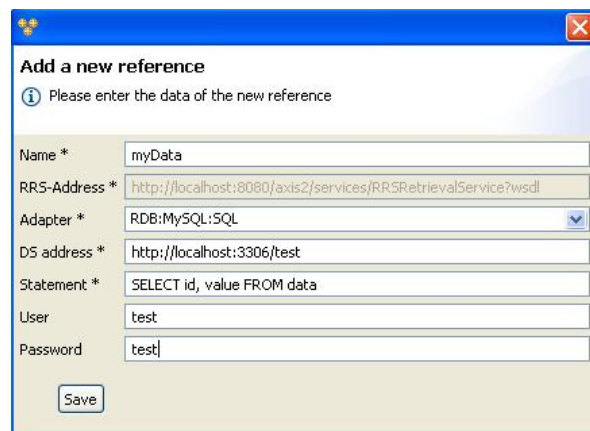 Add a new reference
Please enter the data of the new reference
Name * myData
RRS-Address * http://localhost:8080/axis2/services/RRSRetrievalService?wsdl
Adapter * RDB:MySQL:SQL
DS address * http://localhost:3306/test
Statement * SELECT id, value FROM data
User test
Password test
Save